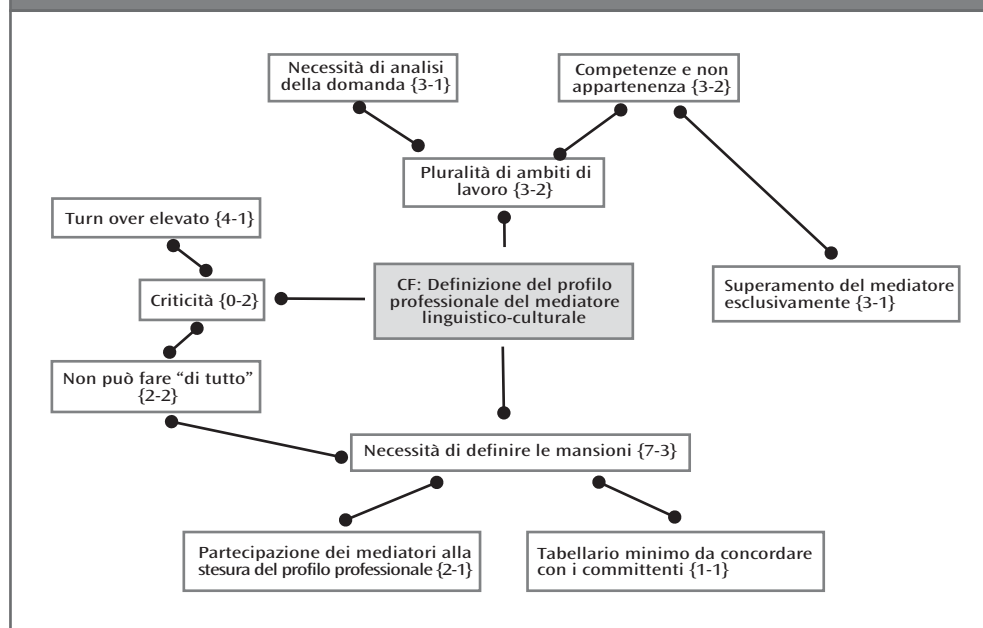 Necessità di analisi
della domanda {3-1}
Competenze e non
appartenenza {3-2}
Pluralità di ambiti di
lavoro {3-2}
Turn over elevato {4-1}
Criticità {0-2}
CF: Definizione del profilo
professionale del mediatore
linguistico-culturale
Superamento del mediatore
esclusivamente {3-1}
Non può fare “di tutto”
{2-2}
Necessità di definire le mansioni {7-3}
Partecipazione dei mediatori alla
stesura del profilo professionale {2-1}
Tabellario minimo da concordare
con i committenti {1-1}